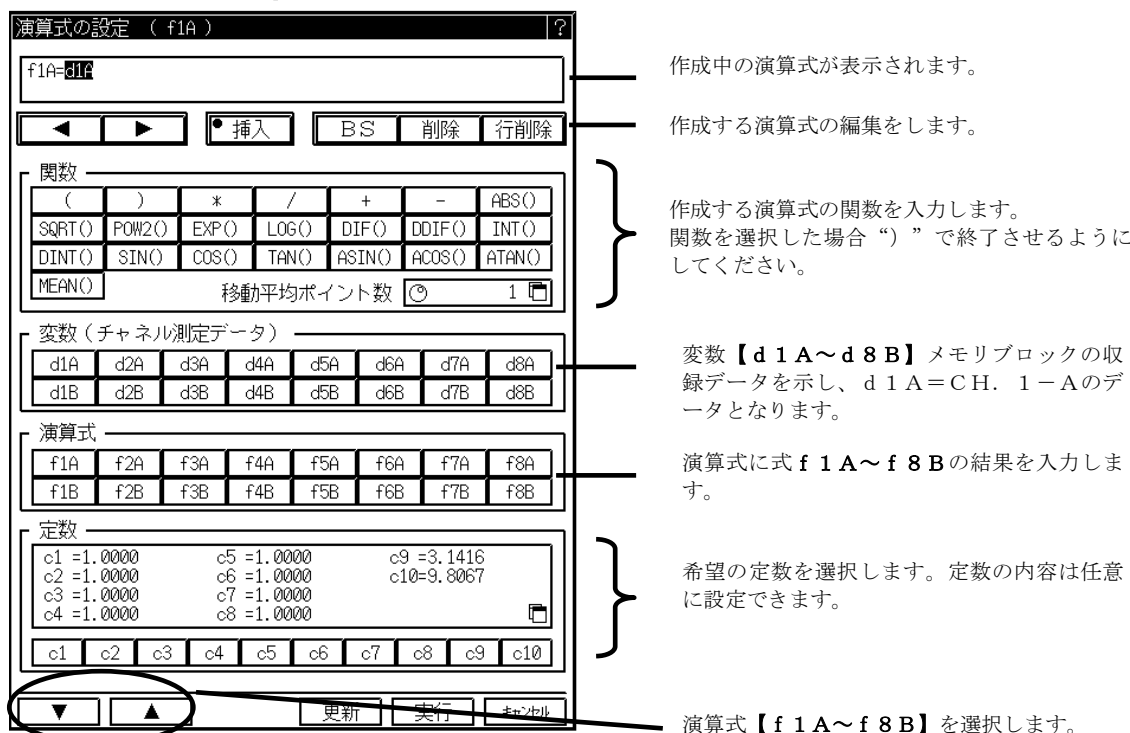 演算式の設定 ( f1A ) ?
f1A=d1A
作成中の演算式が表示されます。
◄ ► 挿入 BS 削除 行削除
作成する演算式の編集をします。
関数
( ) * / + - ABS()
SQRT() POW2() EXP() LOG() DIF() DDIF() INT()
DINT() SIN() COS() TAN() ASIN() ACOS() ATAN()
MEAN() 移動平均ポイント数 1
作成する演算式の関数を入力します。
関数を選択した場合“)”で終了させるように
してください。
変数(チャネル測定データ)
d1A d2A d3A d4A d5A d6A d7A d8A
d1B d2B d3B d4B d5B d6B d7B d8B
変数【d1A~d8B】メモリブロックの収
録データを示し、d1A=CH.1-Aのデ
ータとなります。
演算式
f1A f2A f3A f4A f5A f6A f7A f8A
f1B f2B f3B f4B f5B f6B f7B f8B
演算式に式f1A~f8Bの結果を入力しま
す。
定数
c1 =1.0000 c5 =1.0000 c9 =3.1416
c2 =1.0000 c6 =1.0000 c10=9.8067
c3 =1.0000 c7 =1.0000
c4 =1.0000 c8 =1.0000
c1 c2 c3 c4 c5 c6 c7 c8 c9 c10
希望の定数を選択します。定数の内容は任意
に設定できます。
▼ ▲ 更新 実行 キャンセル
演算式【f1A~f8B】を選択します。